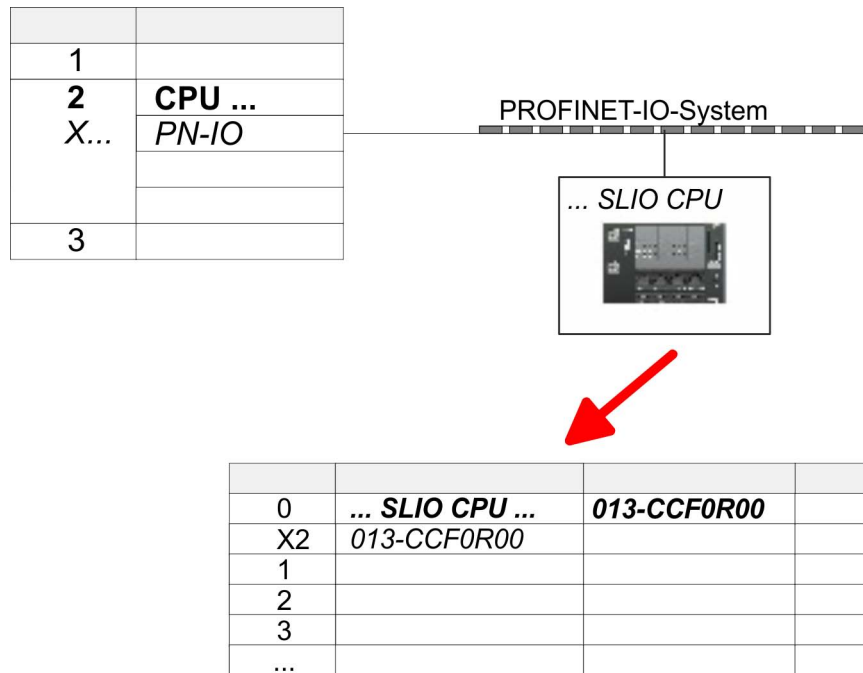 1
2 CPU ...
X... PN-IO
3
PROFINET-IO-System
... SLIO CPU
0 ... SLIO CPU ... 013-CCF0R00
X2 013-CCF0R00
1
2
3
...